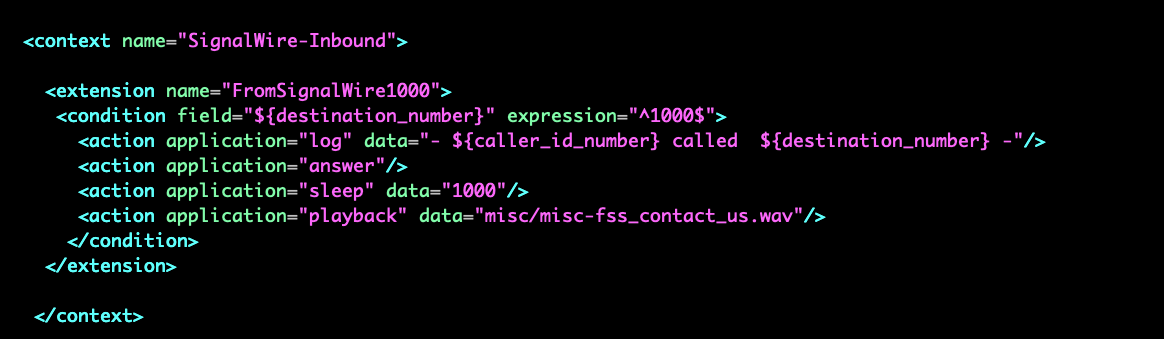 <context name="SignalWire-Inbound">
<extension name="FromSignalWire1000">
<condition field="${destination_number}" expression="^1000$">
<action application="log" data="- ${caller_id_number} called  ${destination_number} -"/>
<action application="answer"/>
<action application="sleep" data="1000"/>
<action application="playback" data="misc/misc-fss_contact_us.wav"/>
</condition>
</extension>
</context>